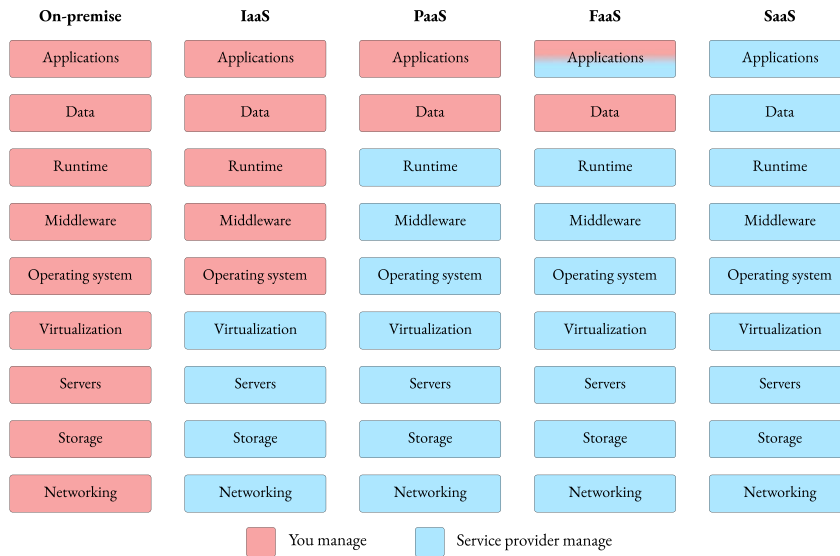 On-premise IaaS PaaS FaaS SaaS
Applications Applications Applications Applications Applications
Data Data Data Data Data
Runtime Runtime Runtime Runtime Runtime
Middleware Middleware Middleware Middleware Middleware
Operating system Operating system Operating system Operating system Operating system
Virtualization Virtualization Virtualization Virtualization Virtualization
Servers Servers Servers Servers Servers
Storage Storage Storage Storage Storage
Networking Networking Networking Networking Networking
You manage Service provider manage